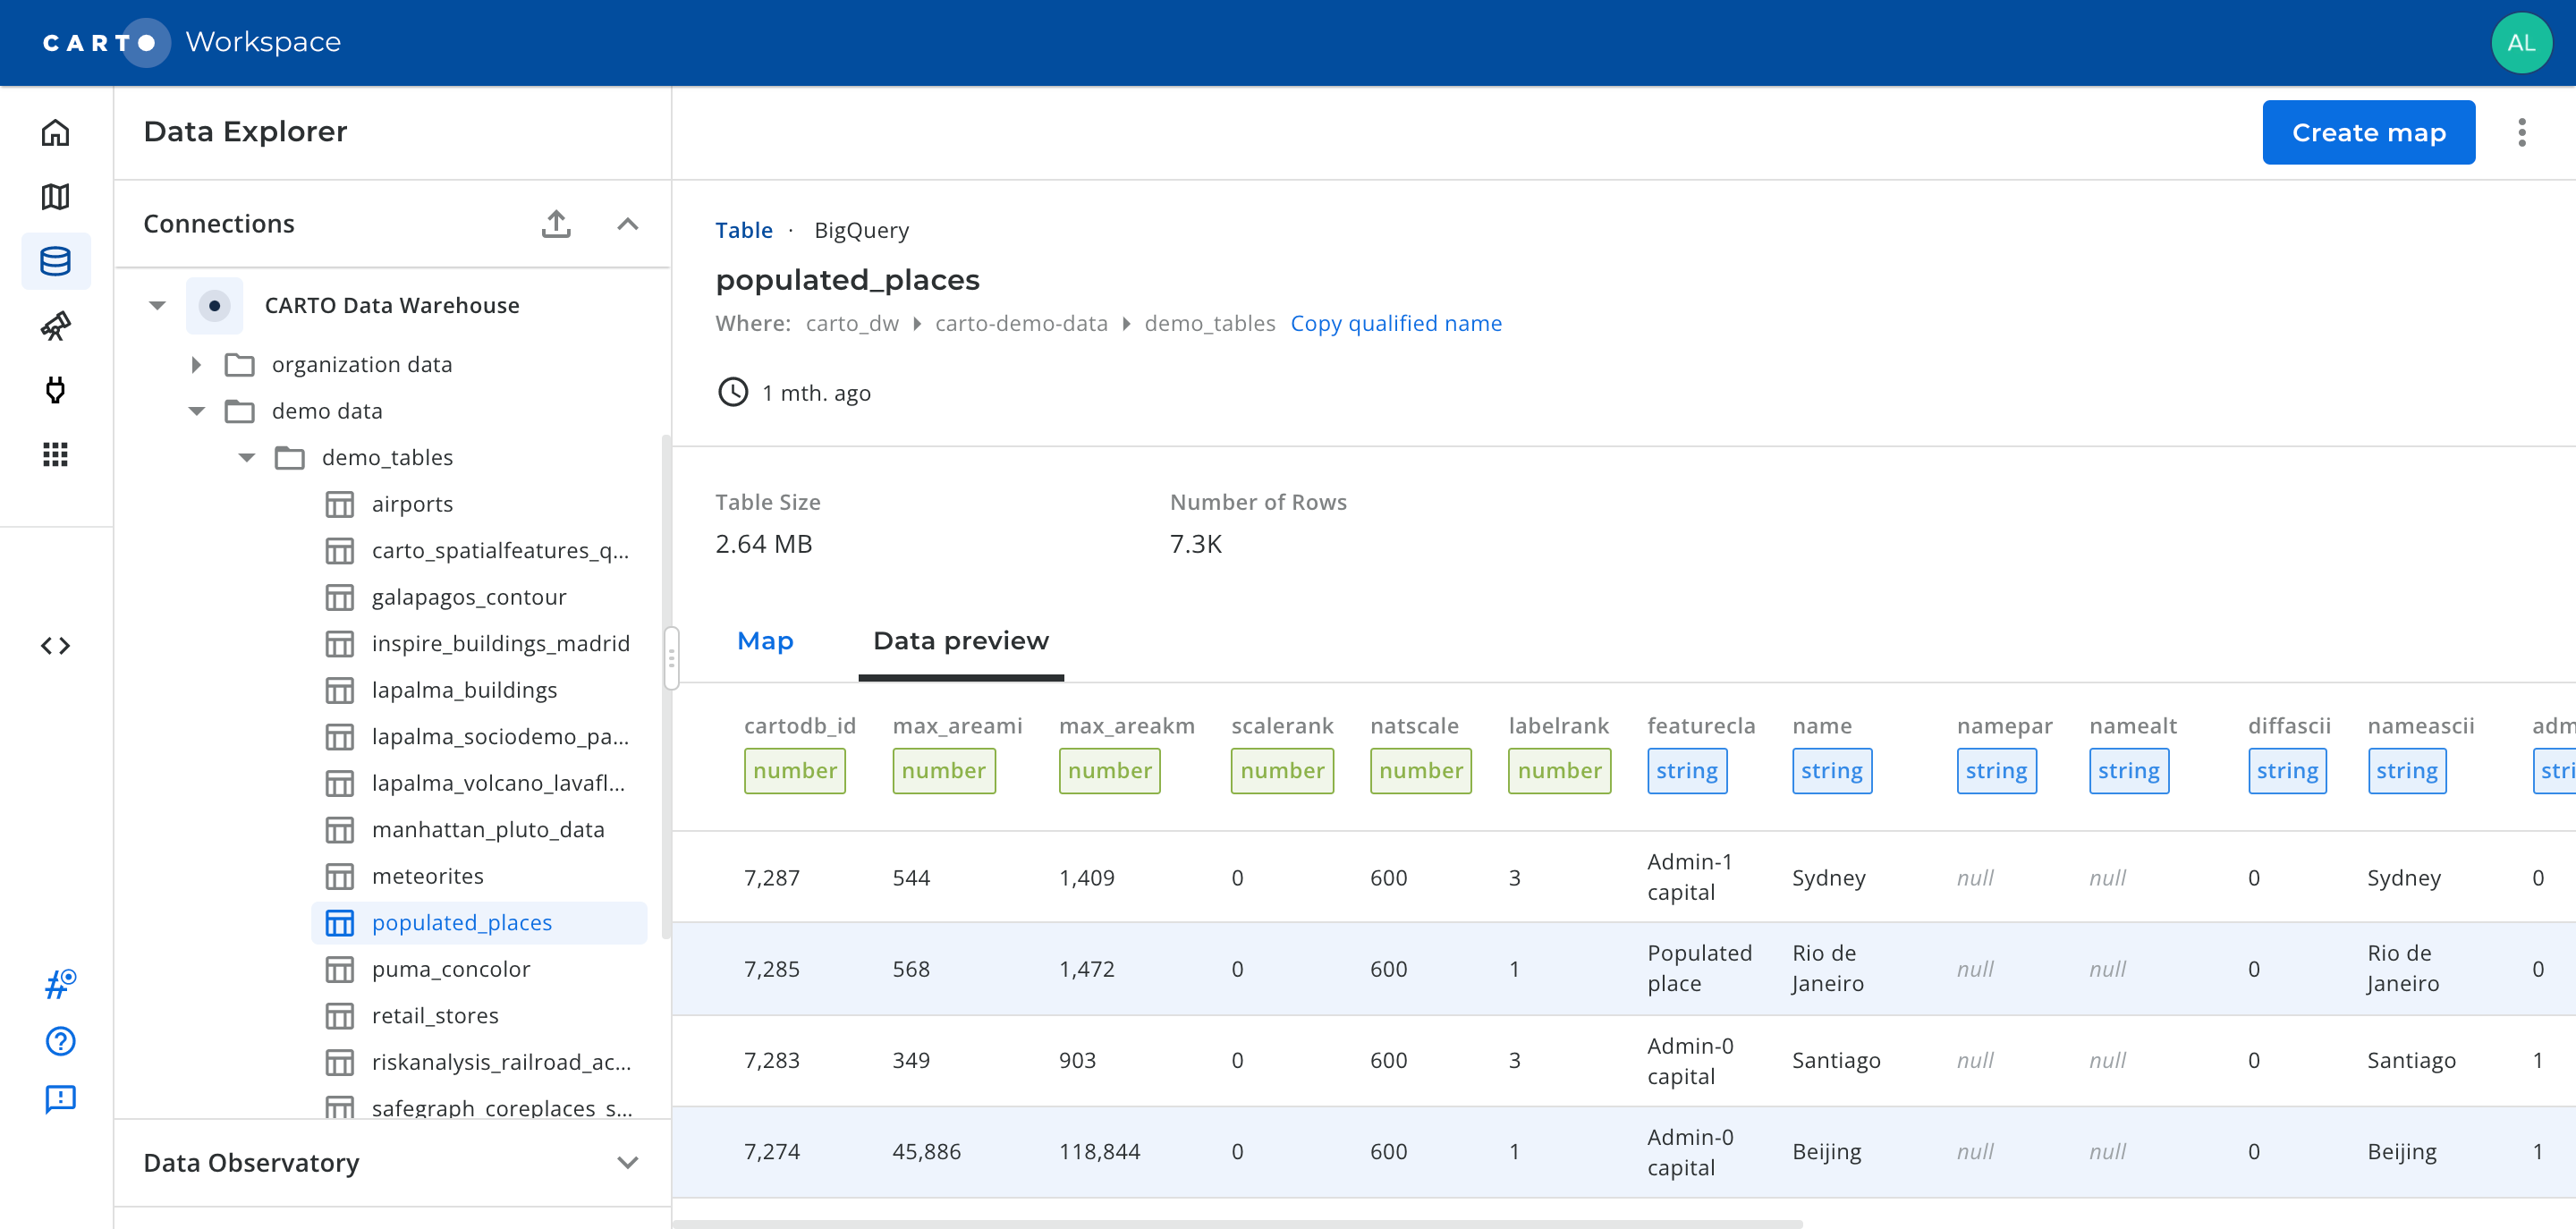 CARTO Workspace
AL
Data Explorer
Create map
Connections
CARTO Data Warehouse
organization data
demo data
demo_tables
airports
carto_spatialfeatures_q...
galapagos_contour
inspire_buildings_madrid
lapalma_buildings
lapalma_sociodemo_pa...
lapalma_volcano_lavafl...
manhattan_pluto_data
meteorites
populated_places
puma_concolor
retail_stores
riskanalysis_railroad_ac...
safegraph_coreplaces_s...
Data Observatory
Table · BigQuery
populated_places
Where: carto_dw carto-demo-data demo_tables Copy qualified name
1 mth. ago
Table Size Number of Rows
2.64 MB 7.3K
Map Data preview
cartodb_id max_areami max_areakm scalerank natscale labelrank featurecla name namepar namealt diffascii nameascii adm
number number number number number number string string string string string string stri
7,287 544 1,409 0 600 3 Admin-1 capital Sydney null null 0 Sydney 0
7,285 568 1,472 0 600 1 Populated place Rio de Janeiro null null 0 Rio de Janeiro 0
7,283 349 903 0 600 3 Admin-0 capital Santiago null null 0 Santiago 1
7,274 45,886 118,844 0 600 1 Admin-0 capital Beijing null null 0 Beijing 1